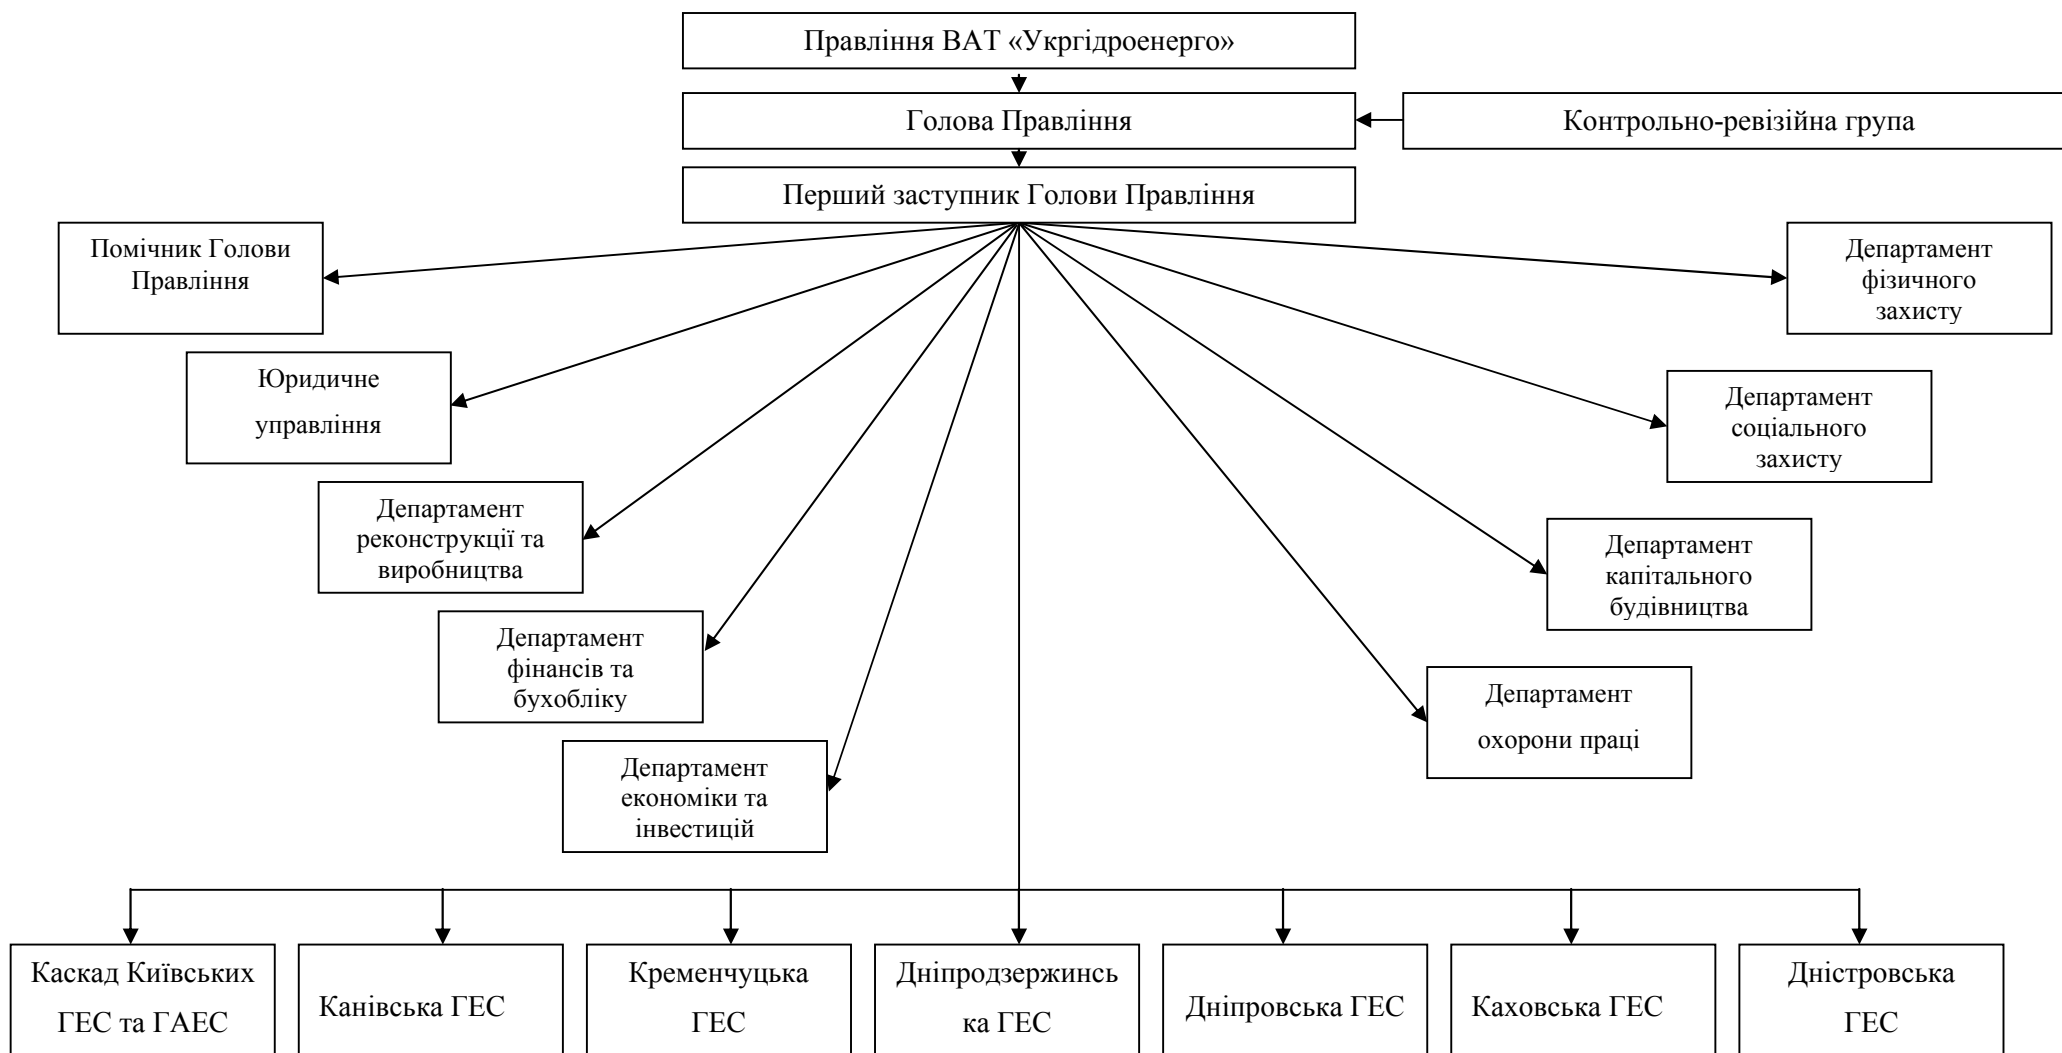 Правління ВАТ «Укргідроенерго»
Голова Правління
Контрольно-ревізійна група
Перший заступник Голови Правління
Помічник Голови
Правління
Департамент
фізичного
захисту
Юридичне
управління
Департамент
соціального
захисту
Департамент
реконструкції та
виробництва
Департамент
капітального
будівництва
Департамент
фінансів та
бухобліку
Департамент
охорони праці
Департамент
економіки та
інвестицій
Каскад Київських
ГЕС та ГАЕС
Канівська ГЕС
Кременчуцька
ГЕС
Дніпродзержинсь
ка ГЕС
Дніпровська ГЕС
Каховська ГЕС
Дністровська
ГЕС